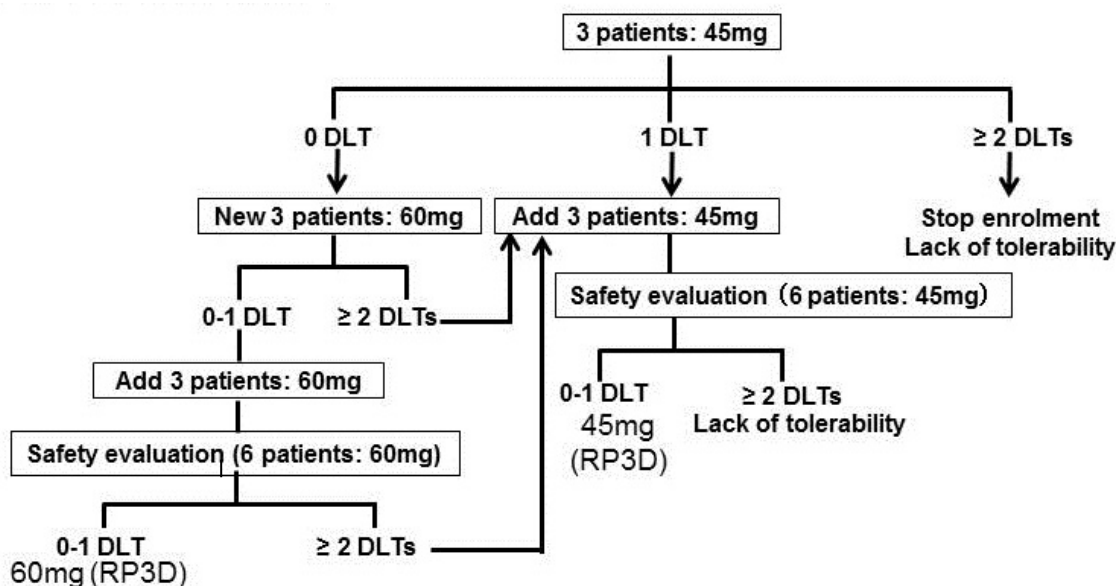 3 patients: 45mg
0 DLT
1 DLT
≥ 2 DLTs
New 3 patients: 60mg
Add 3 patients: 45mg
Stop enrolment
Lack of tolerability
0-1 DLT
≥ 2 DLTs
Safety evaluation (6 patients: 45mg)
Add 3 patients: 60mg
0-1 DLT
45mg
(RP3D)
≥ 2 DLTs
Lack of tolerability
Safety evaluation (6 patients: 60mg)
0-1 DLT
60mg (RP3D)
≥ 2 DLTs